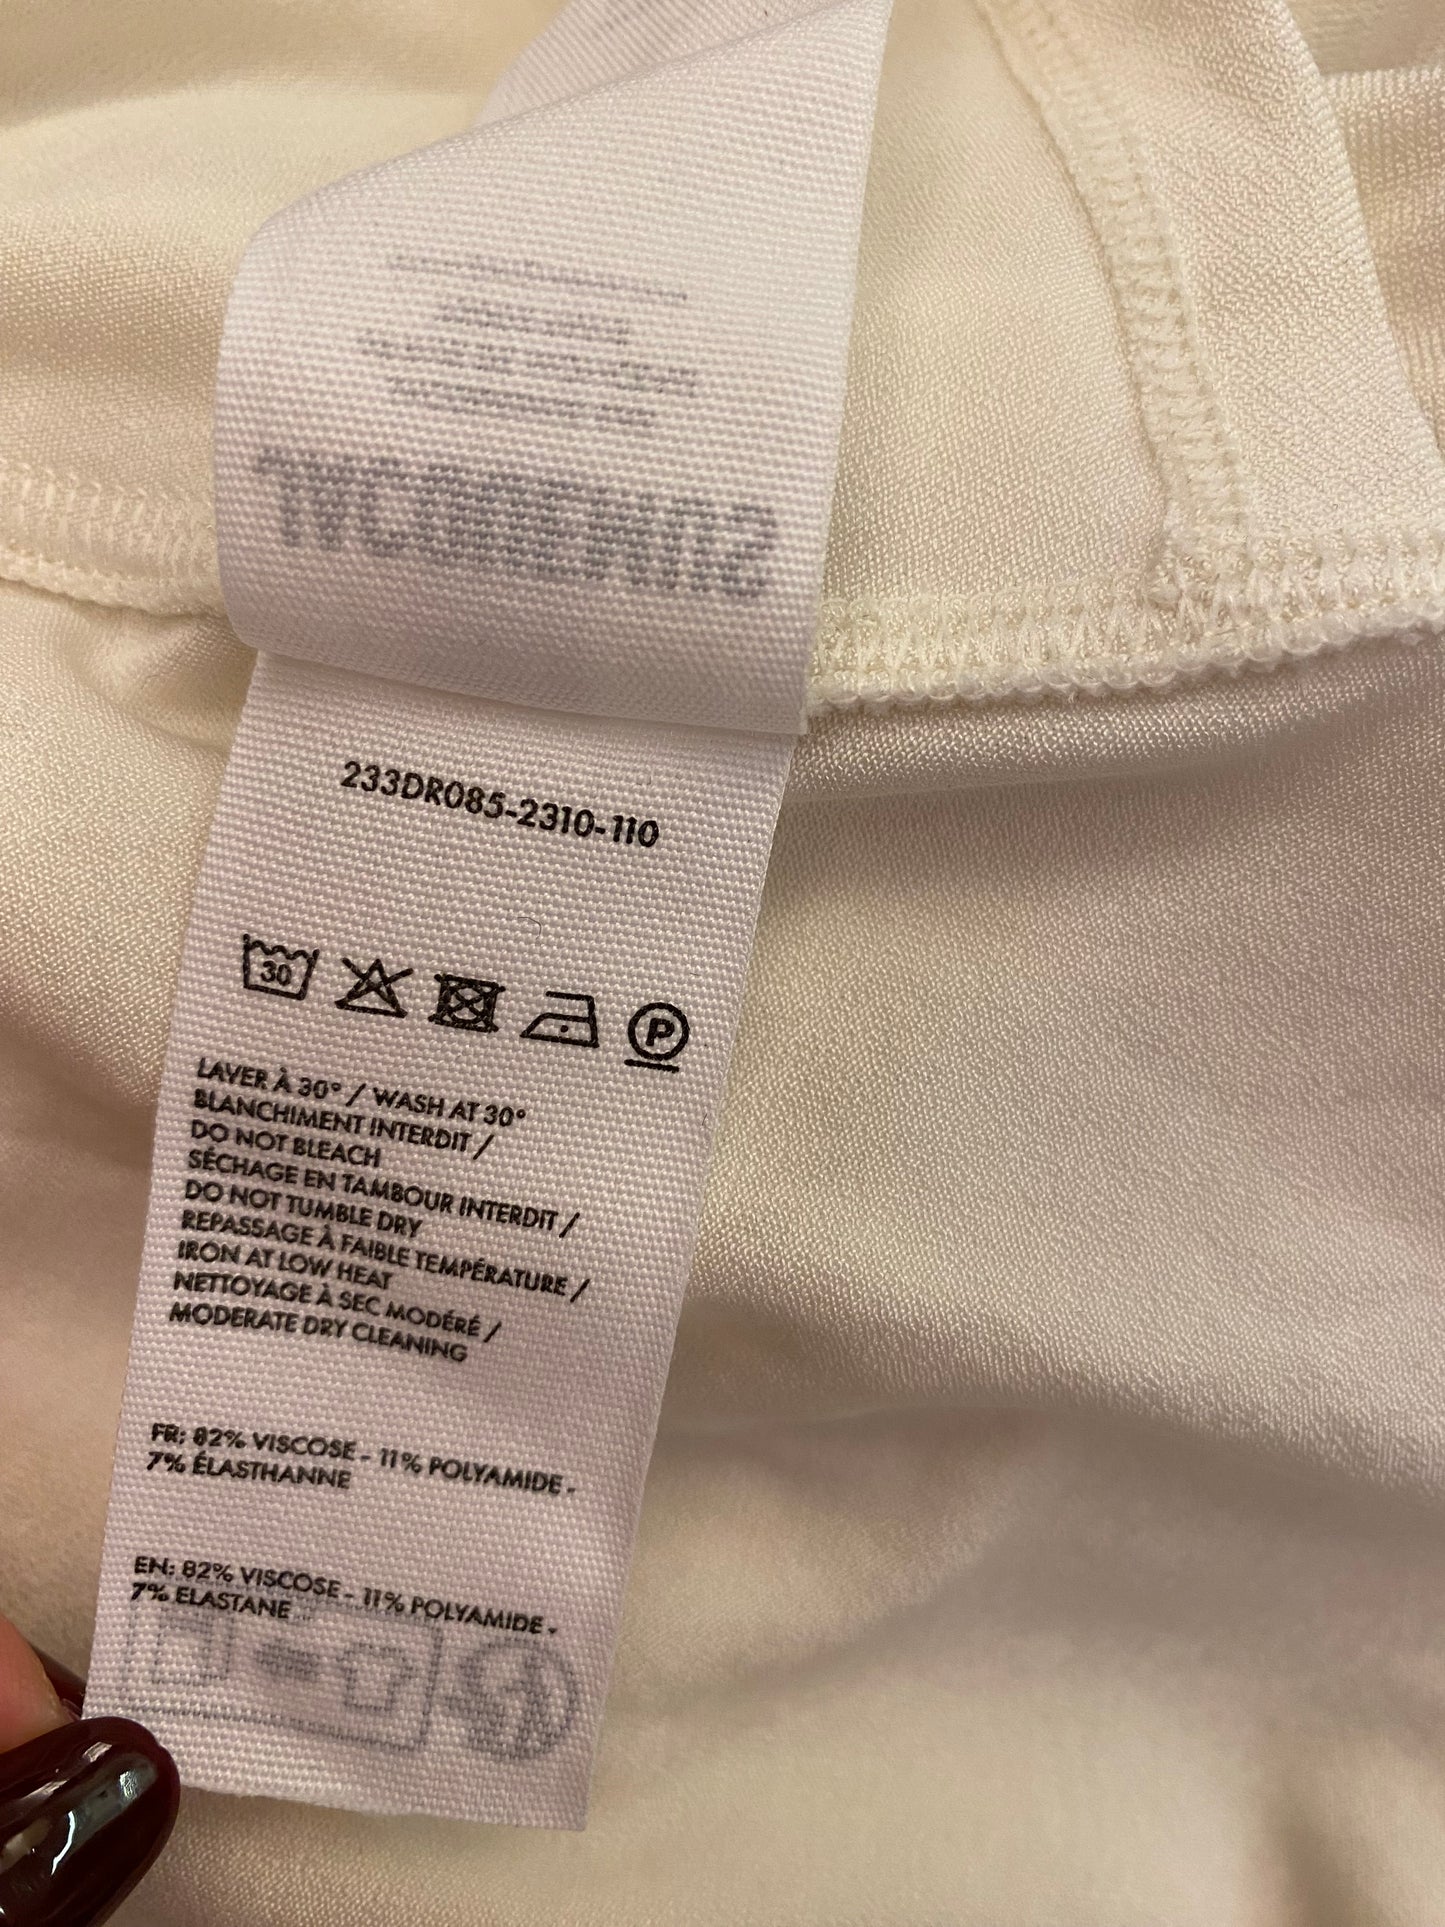 233DR085-2310-110
30
P
LAVER À 30° / WASH AT 30°
BLANCHIMENT INTERDIT /
DO NOT BLEACH
SÉCHAGE EN TAMBOUR INTERDIT /
DO NOT TUMBLE DRY
REPASSAGE À FAIBLE TEMPÉRATURE /
IRON AT LOW HEAT
NETTOYAGE À SEC MODÉRÉ /
MODERATE DRY CLEANING
FR: 82% VISCOSE - 11% POLYAMIDE -
7% ÉLASTHANNE
EN: 82% VISCOSE - 11% POLYAMIDE -
7% ELASTANE